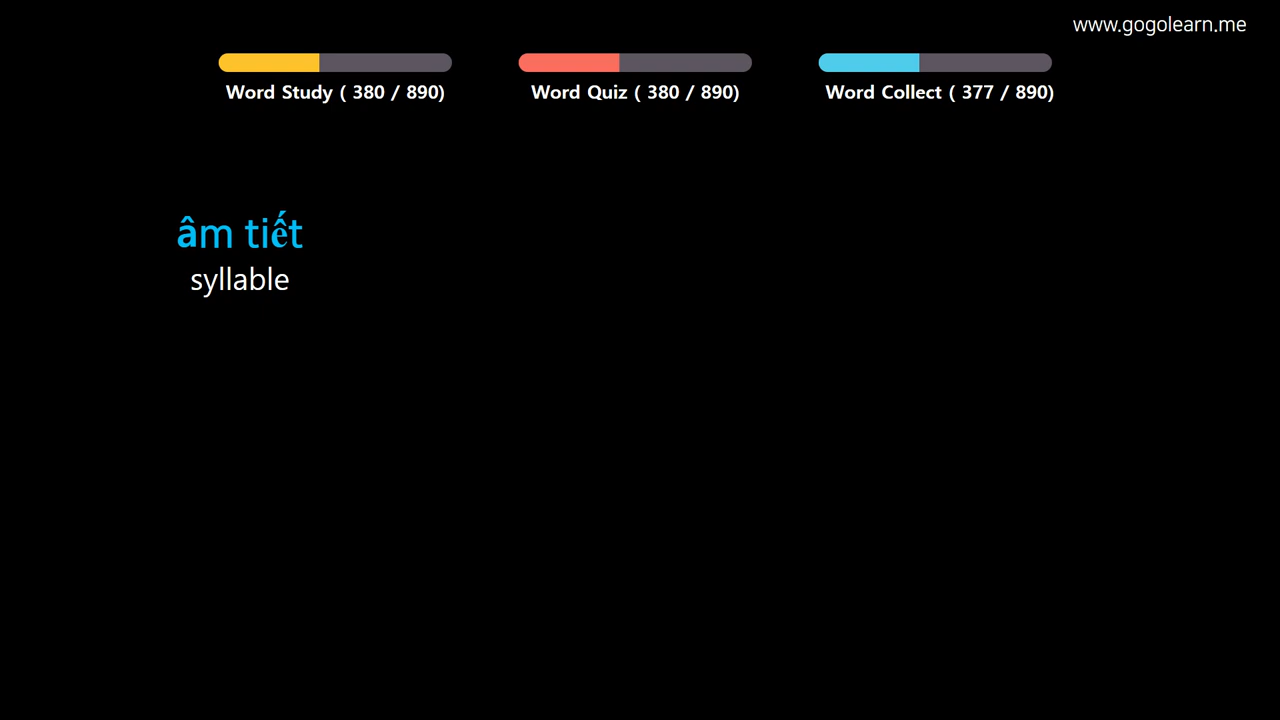 www.gogolearn.me
Word Study ( 380 / 890)
Word Quiz ( 380 / 890)
Word Collect ( 377 / 890)
âm tiết
syllable